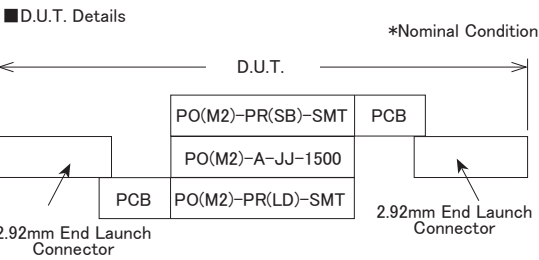 ■D.U.T. Details
*Nominal Condition
D.U.T.
PO(M2)-PR(SB)-SMT PCB
PO(M2)-A-JJ-1500
PCB PO(M2)-PR(LD)-SMT
2.92mm End Launch
Connector
2.92mm End Launch
Connector